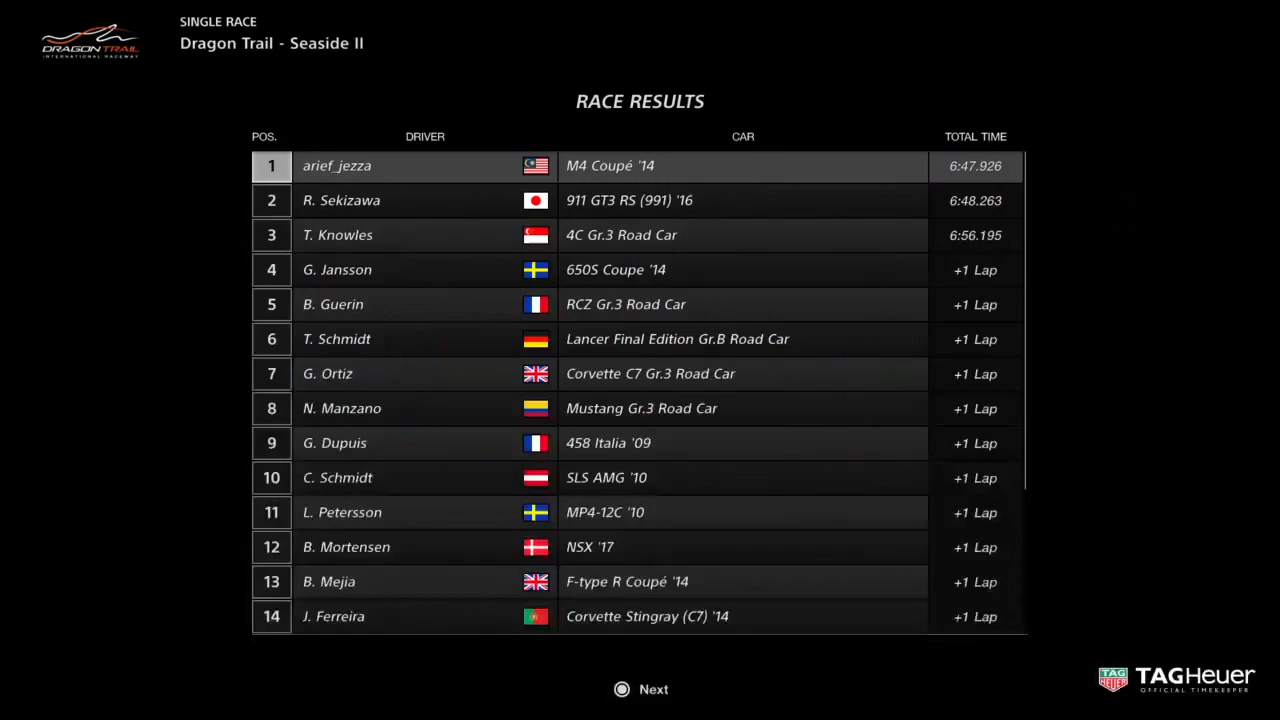 SINGLE RACE
DRAGON TRAIL
INTERNATIONAL RACEWAY
Dragon Trail - Seaside II
RACE RESULTS
POS. DRIVER CAR TOTAL TIME
1 arief_jezza M4 Coupé '14 6:47.926
2 R. Sekizawa 911 GT3 RS (991) '16 6:48.263
3 T. Knowles 4C Gr.3 Road Car 6:56.195
4 G. Jansson 650S Coupe '14 +1 Lap
5 B. Guerin RCZ Gr.3 Road Car +1 Lap
6 T. Schmidt Lancer Final Edition Gr.B Road Car +1 Lap
7 G. Ortiz Corvette C7 Gr.3 Road Car +1 Lap
8 N. Manzano Mustang Gr.3 Road Car +1 Lap
9 G. Dupuis 458 Italia '09 +1 Lap
10 C. Schmidt SLS AMG '10 +1 Lap
11 L. Petersson MP4-12C '10 +1 Lap
12 B. Mortensen NSX '17 +1 Lap
13 B. Mejia F-type R Coupé '14 +1 Lap
14 J. Ferreira Corvette Stingray (C7) '14 +1 Lap
Next
TAG HEUER
TAGHeuer
OFFICIAL TIMEKEEPER